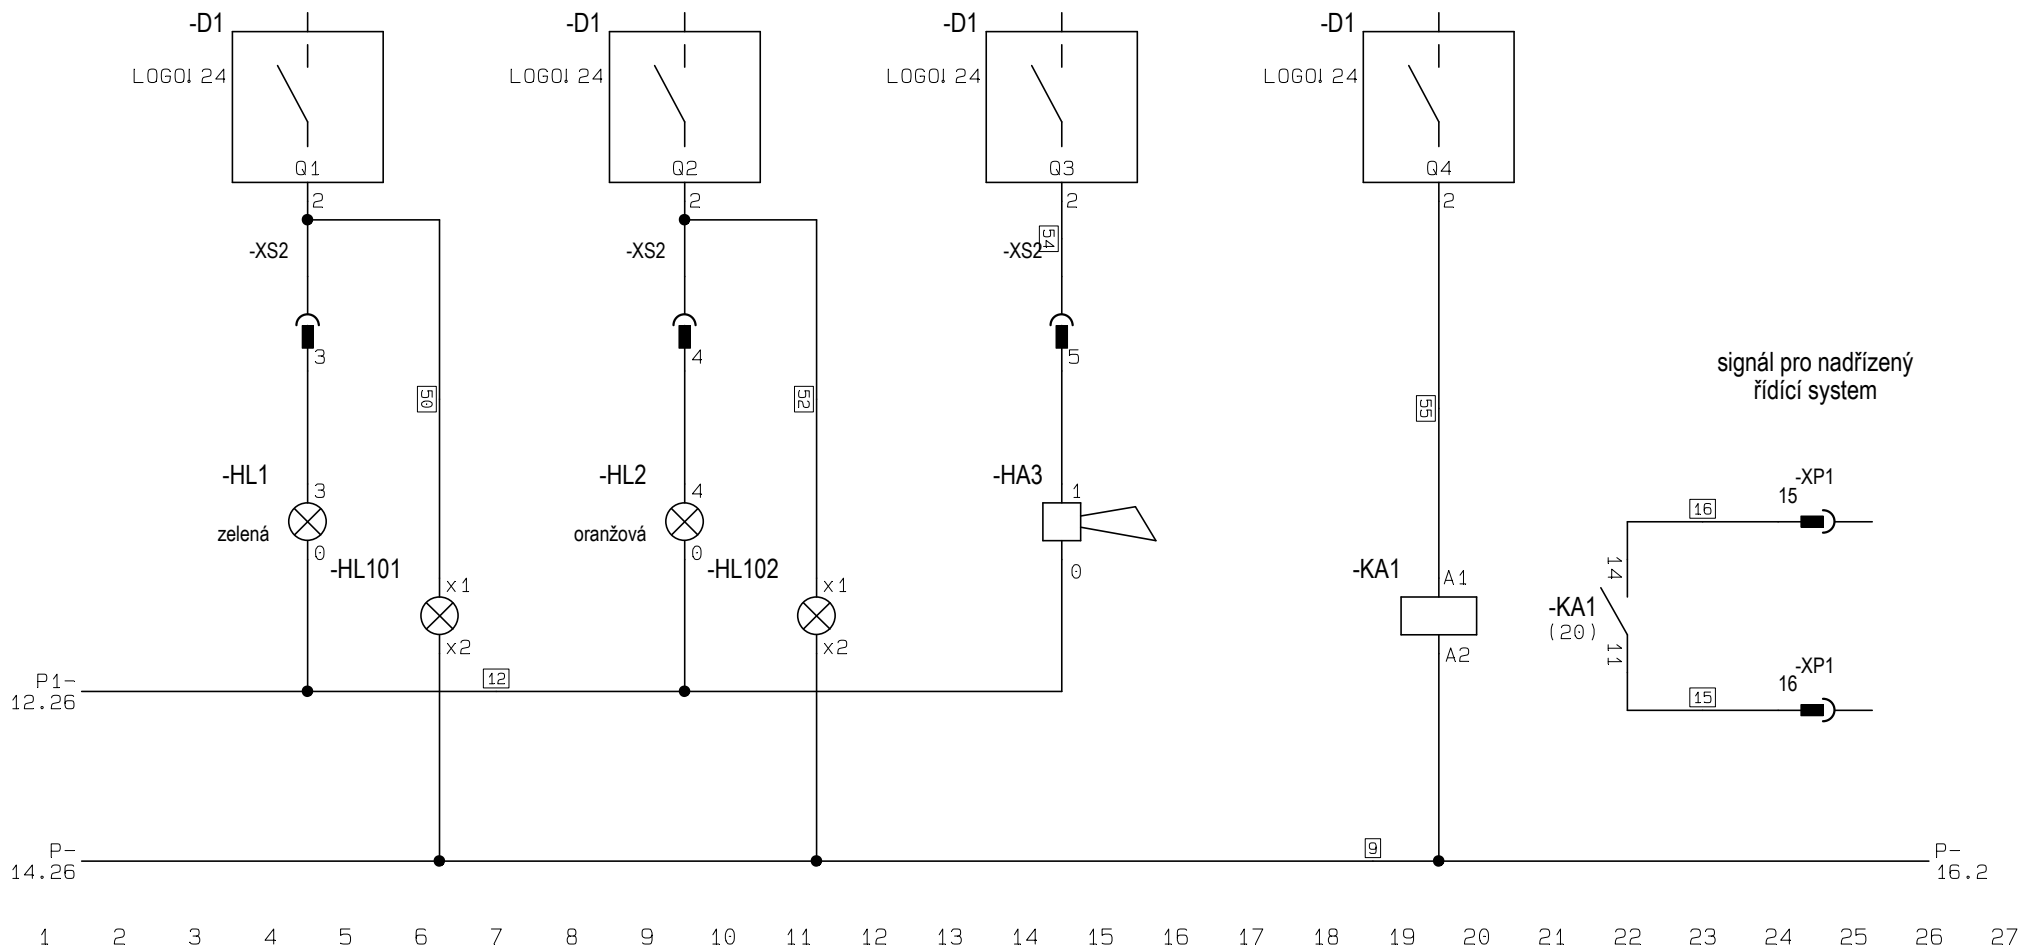 -D1
-D1
-D1
-D1
LOGO! 24
LOGO! 24
LOGO! 24
LOGO! 24
Q1
Q2
Q3
Q4
2
2
2
2
-XS2
-XS2
-XS2
54
3
4
5
50
52
55
signál pro nadřízený
řídící system
-HL1
3
-HL2
4
-HA3
1
-XP1
15
16
zelená
oranžová
0
0
0
-HL101
-HL102
x1
x1
-KA1
A1
14
-KA1
(20)
11
x2
x2
A2
-XP1
16
15
P1-
12.26
12
P-
14.26
9
P-
16.2
1 2 3 4 5 6 7 8 9 10 11 12 13 14 15 16 17 18 19 20 21 22 23 24 25 26 27